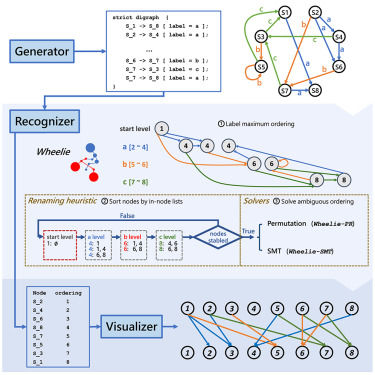 Generator
strict digraph {
S_1 -> S_8 [ label = a ];
S_2 -> S_4 [ label = a ];
...
S_6 -> S_7 [ label = b ];
S_7 -> S_3 [ label = c ];
S_7 -> S_8 [ label = a ];
}
c
S1
S2
c
a
a
S3
S4
c
b
b
a
S5
S6
b
b
a
S7
S8
Recognizer
Wheelie
start level
① Label maximum ordering
1
a [2 ~ 4]
4
4
4
b [5 ~ 6]
6
6
c [7 ~ 8]
8
8
Renaming heuristic ② Sort nodes by in-node lists
Solvers ③ Solve ambiguous ordering
False
start level
1: ∅
a level
4: 1
4: 1, 4
4: 6, 8
b level
6: 1, 4
6: 6, 8
c level
8: 4, 6
8: 6, 8
nodes
stabled
True
Permutation (Wheelie-PR)
SMT (Wheelie-SMT)
Node ordering
S_2 1
S_4 2
S_6 3
S_8 4
S_7 5
S_5 6
S_3 7
S_1 8
Visualizer
1 2 3 4 5 6 7 8
1 2 3 4 5 6 7 8